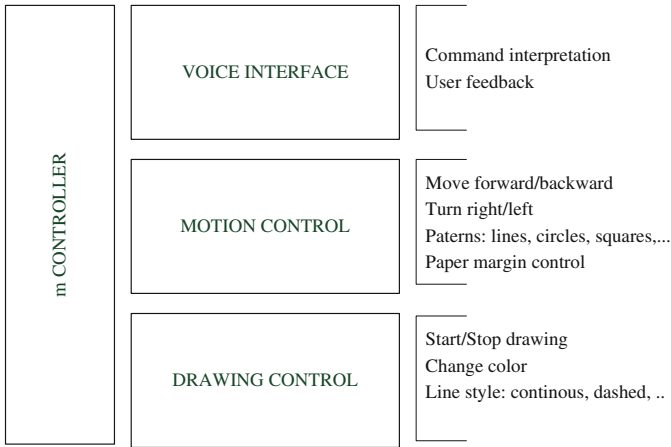 m CONTROLLER
VOICE INTERFACE
Command interpretation
User feedback
MOTION CONTROL
Move forward/backward
Turn right/left
Paterns: lines, circles, squares,...
Paper margin control
DRAWING CONTROL
Start/Stop drawing
Change color
Line style: continous, dashed, ..